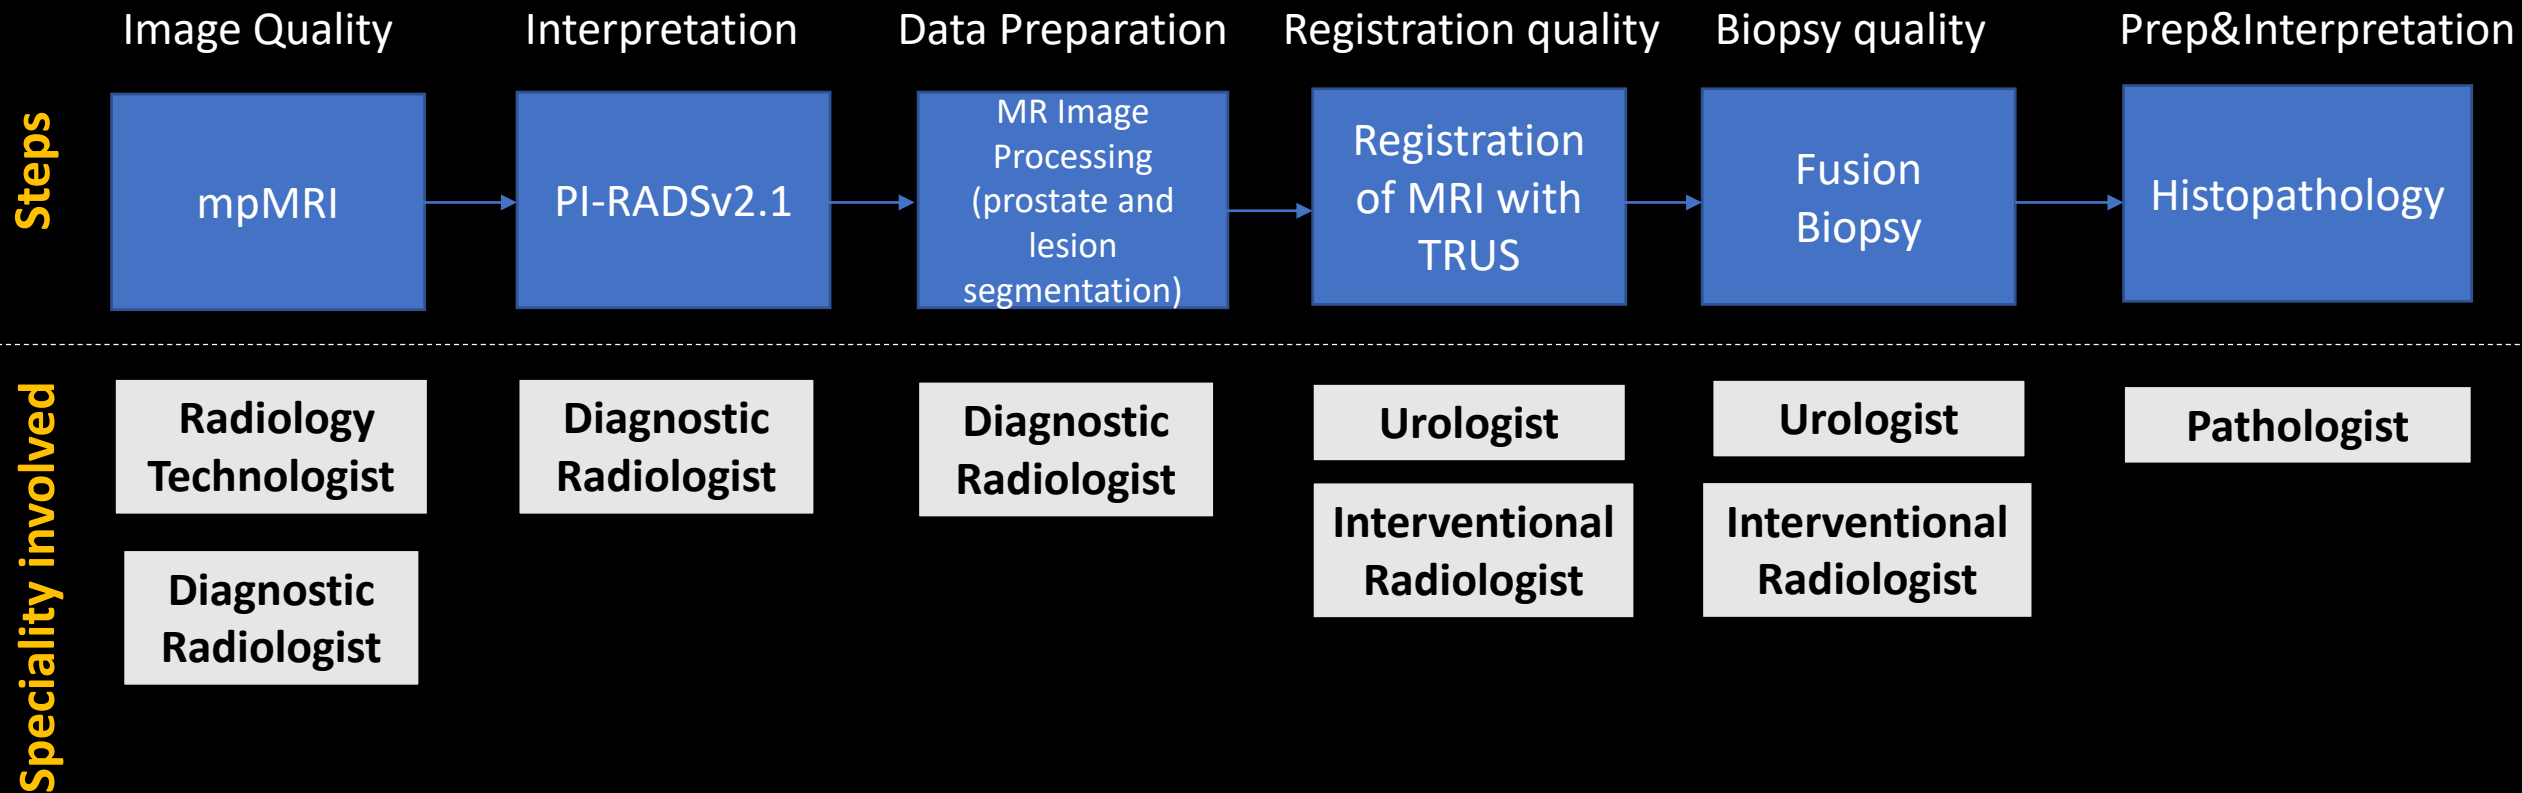 Image Quality
Interpretation
Data Preparation
Registration quality
Biopsy quality
Prep&Interpretation
Steps
mpMRI
PI-RADSv2.1
MR Image
Processing
(prostate and
lesion
segmentation)
Registration
of MRI with
TRUS
Fusion
Biopsy
Histopathology
Speciality involved
Radiology
Technologist
Diagnostic
Radiologist
Diagnostic
Radiologist
Diagnostic
Radiologist
Urologist
Interventional
Radiologist
Urologist
Interventional
Radiologist
Pathologist